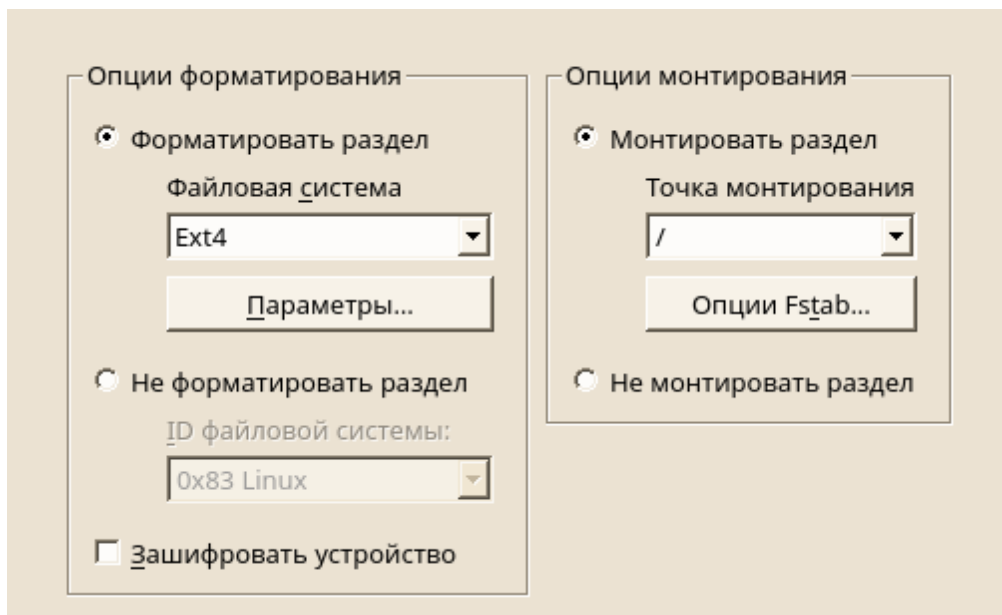 Опции форматирования
Форматировать раздел
Файловая система
Ext4
Параметры...
Не форматировать раздел
ID файловой системы:
0x83 Linux
Зашифровать устройство
Опции монтирования
Монтировать раздел
Точка монтирования
/
Опции Fstab...
Не монтировать раздел